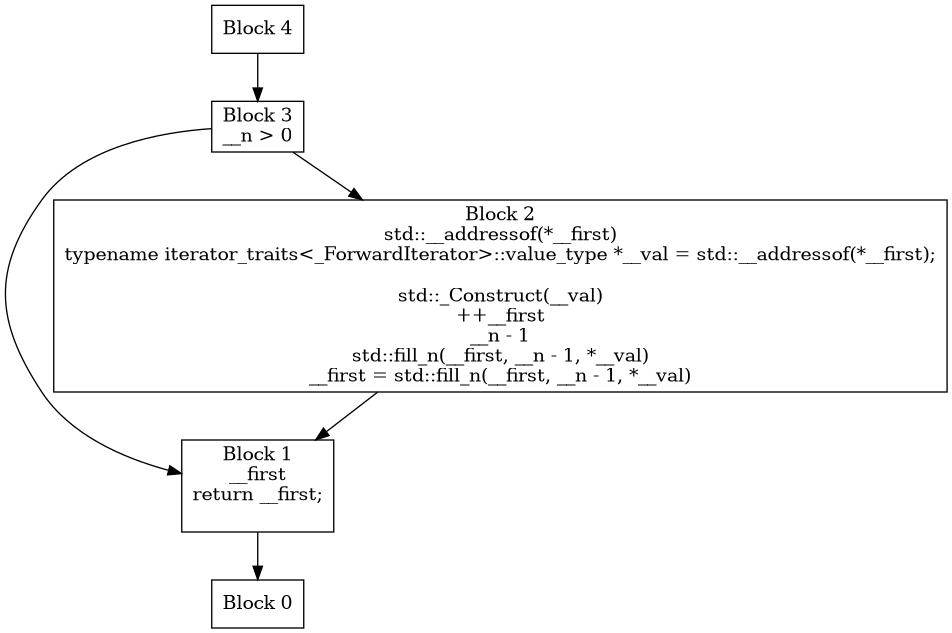 Block 4
Block 3
__n > 0
Block 2
std::__addressof(*__first)
typename iterator_traits<_ForwardIterator>::value_type *__val = std::__addressof(*__first);
std::_Construct(__val)
++__first
__n - 1
std::fill_n(__first, __n - 1, *__val)
__first = std::fill_n(__first, __n - 1, *__val)
Block 1
__first
return __first;
Block 0